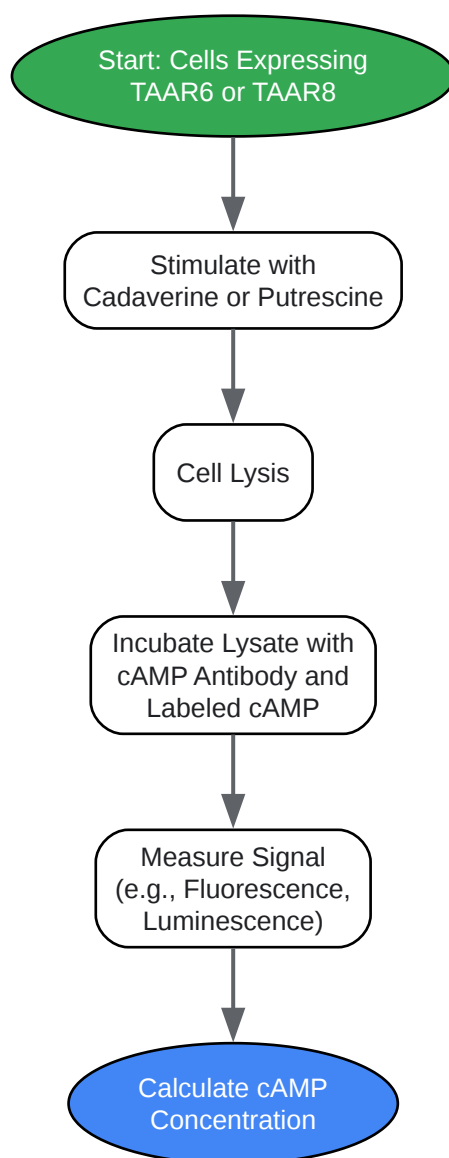 Start: Cells Expressing
TAAR6 or TAAR8
Stimulate with
Cadaverine or Putrescine
Cell Lysis
Incubate Lysate with
cAMP Antibody and
Labeled cAMP
Measure Signal
(e.g., Fluorescence,
Luminescence)
Calculate cAMP
Concentration